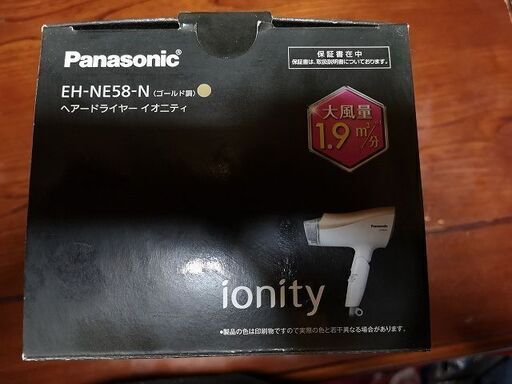 Panasonic®
EH-NE58-N(ゴールド調)
ヘアードライヤー イオニティ
保証書在中
保証書は、取扱説明書についております。
大風量
1.9 m³/分
Panasonic
ionity
●製品の色は印刷物ですので実際の色と若干異なる場合があります。